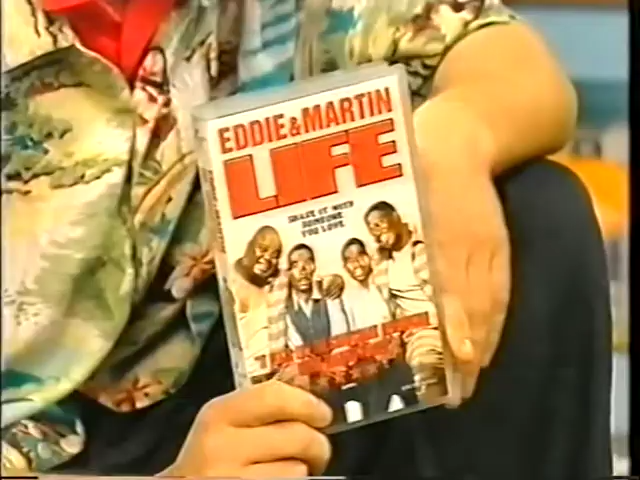 EDDIE & MARTIN
LIFE
SHARE IT WITH
SOMEONE
YOU LOVE.